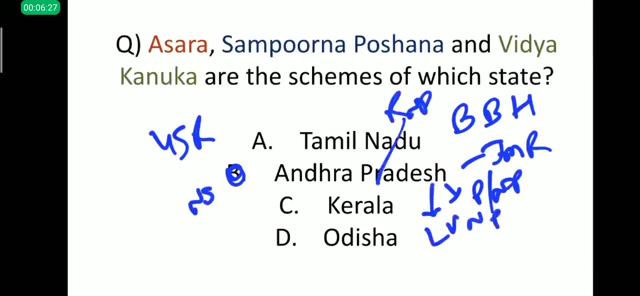 00:06:27
Q) Asara, Sampoorna Poshana and Vidya
Kanuka are the schemes of which state?
A. Tamil Nadu
Andhra Pradesh
C. Kerala
D. Odisha
YSR
B B H